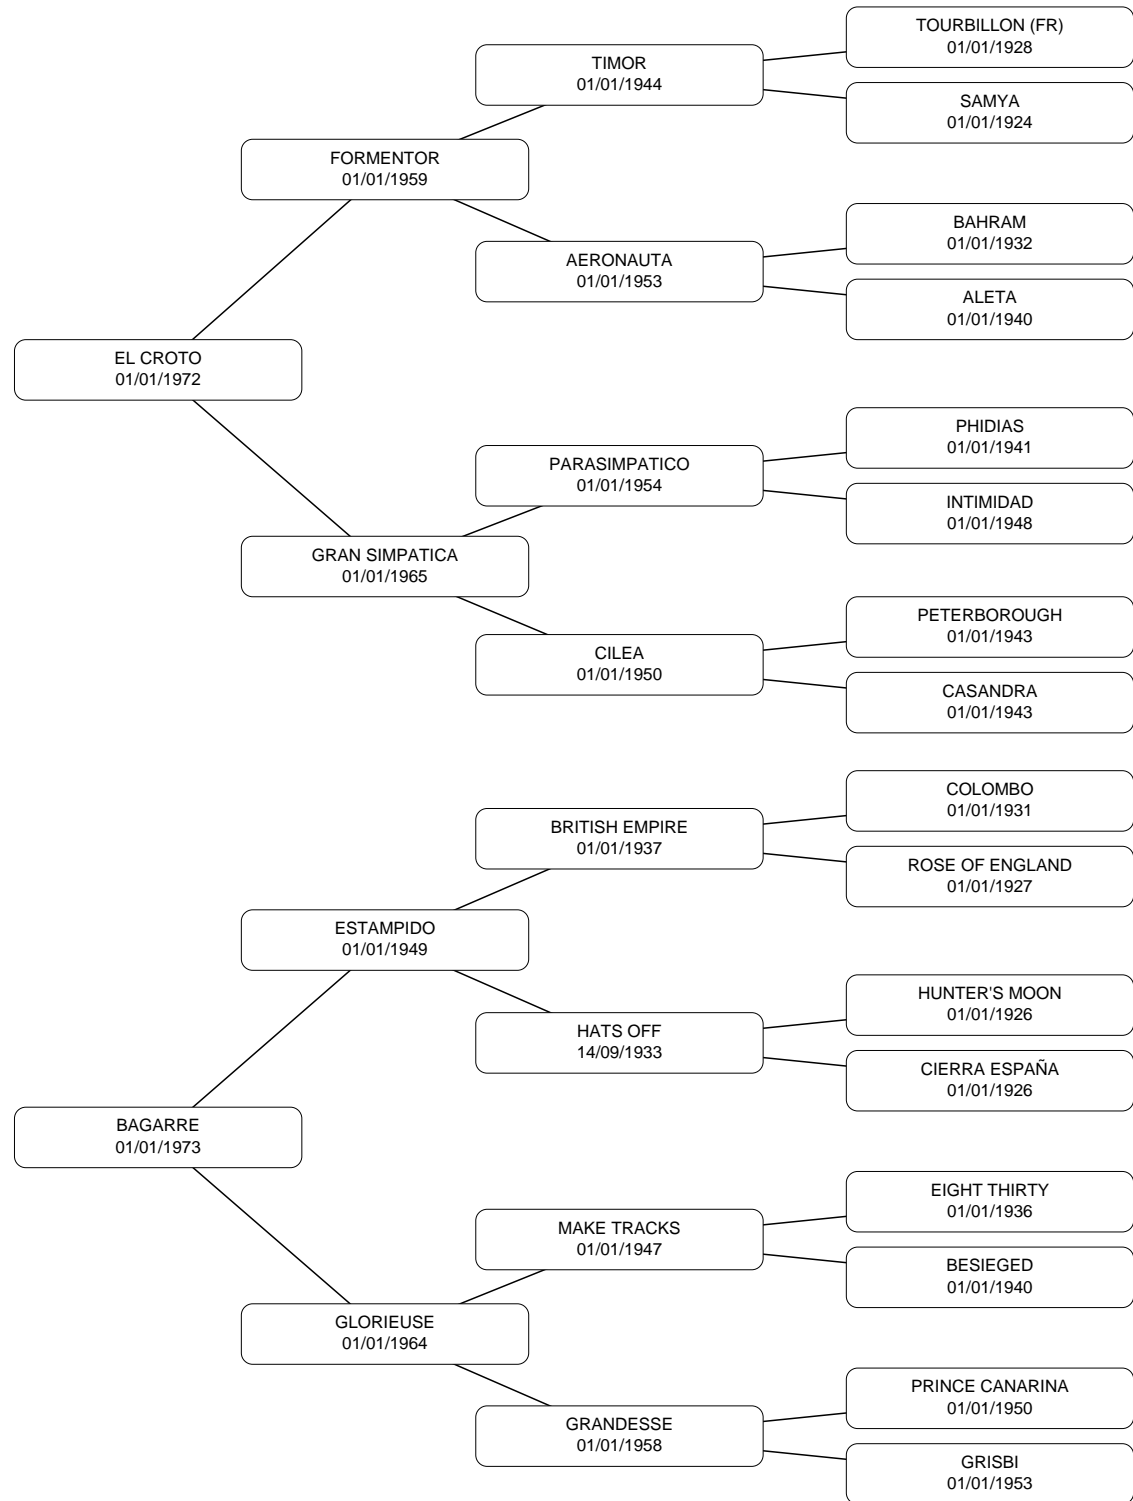 TOURBILLON (FR)
01/01/1928
TIMOR
01/01/1944
SAMYA
01/01/1924
FORMENTOR
01/01/1959
BAHRAM
01/01/1932
AERONAUTA
01/01/1953
ALETA
01/01/1940
EL CROTO
01/01/1972
PHIDIAS
01/01/1941
PARASIMPATICO
01/01/1954
INTIMIDAD
01/01/1948
GRAN SIMPATICA
01/01/1965
PETERBOROUGH
01/01/1943
CILEA
01/01/1950
CASANDRA
01/01/1943
COLOMBO
01/01/1931
BRITISH EMPIRE
01/01/1937
ROSE OF ENGLAND
01/01/1927
ESTAMPIDO
01/01/1949
HUNTER'S MOON
01/01/1926
HATS OFF
14/09/1933
CIERRA ESPAÑA
01/01/1926
BAGARRE
01/01/1973
EIGHT THIRTY
01/01/1936
MAKE TRACKS
01/01/1947
BESIEGED
01/01/1940
GLORIEUSE
01/01/1964
PRINCE CANARINA
01/01/1950
GRANDESSE
01/01/1958
GRISBI
01/01/1953